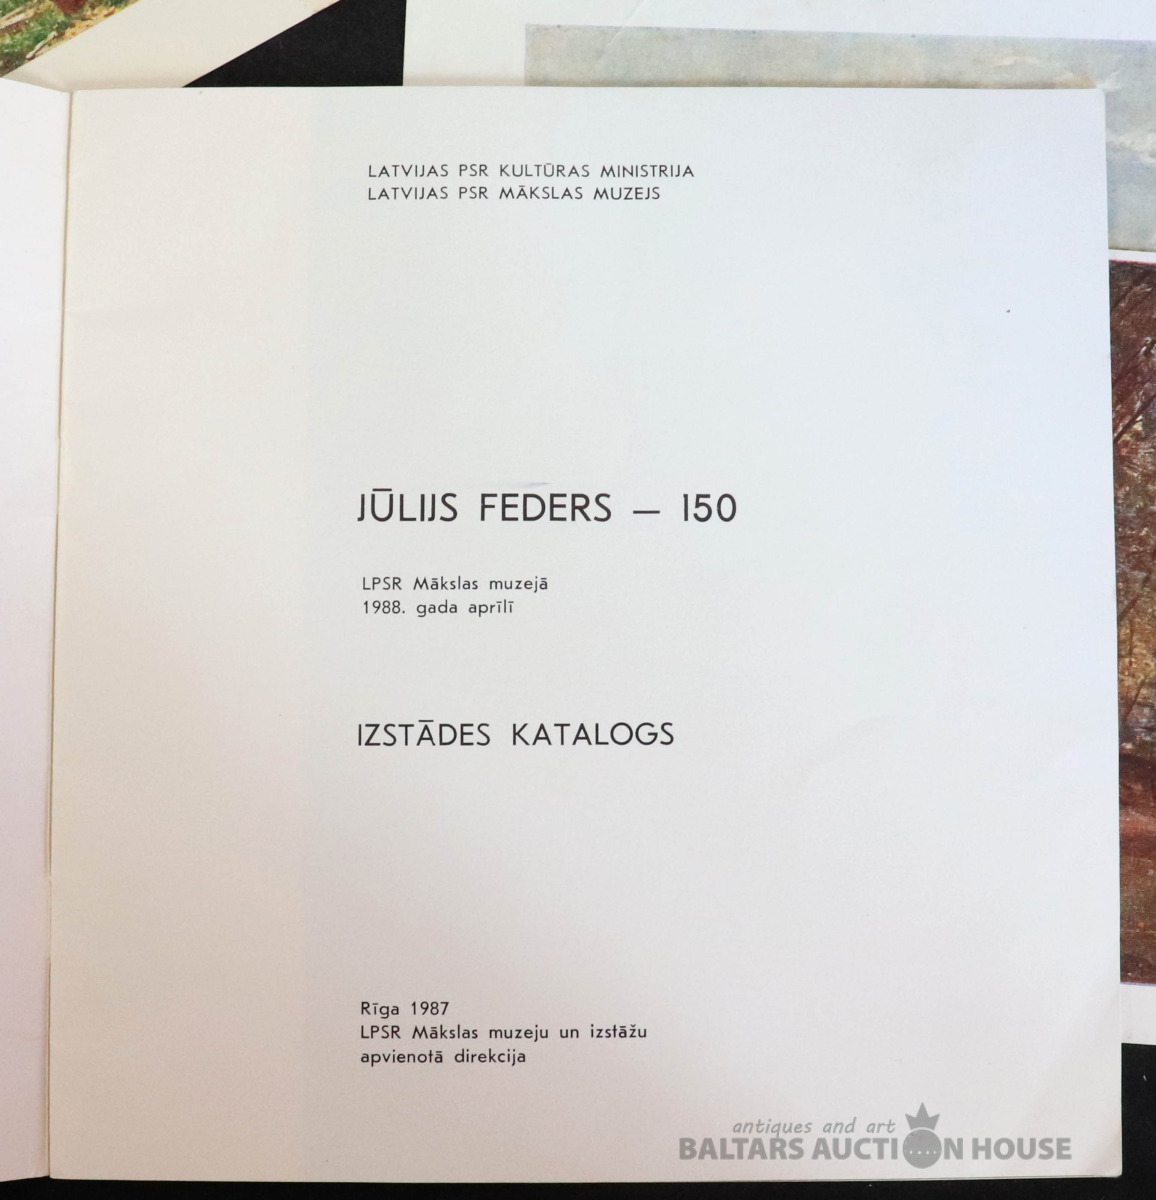 LATVIJAS PSR KULTŪRAS MINISTRIJA
LATVIJAS PSR MĀKSLAS MUZEJS
JŪLIJS FEDERS — 150
LPSR Mākslas muzejā
1988. gada aprīlī
IZSTĀDES KATALOGS
Rīga 1987
LPSR Mākslas muzeju un izstāžu
apvienotā direkcija
antiques and art
BALTARS AUCTION HOUSE